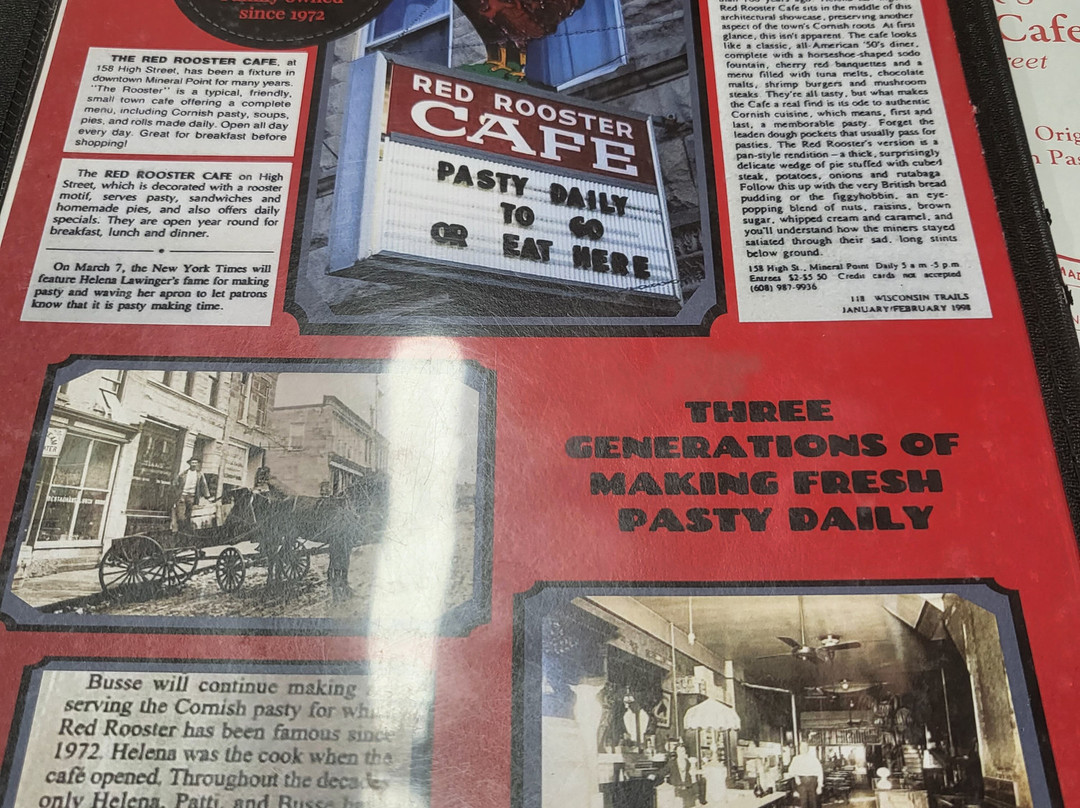 Family owned
since 1972
THE RED ROOSTER CAFE, at
158 High Street, has been a fixture in
downtown Mineral Point for many years.
"The Rooster" is a typical, friendly,
small town cafe offering a complete
menu, including Cornish pasty, soups,
pies, and rolls made daily. Open all day
every day. Great for breakfast before
shopping!
The RED ROOSTER CAFE on High
Street, which is decorated with a rooster
motif, serves pasty, sandwiches and
homemade pies, and also offers daily
specials. They are open year round for
breakfast, lunch and dinner.
On March 7, the New York Times will
feature Helena Lawinger's fame for making
pasty and waving her apron to let patrons
know that it is pasty making time.
RED ROOSTER
CAFE
PASTY DAILY
TO GO
OR EAT HERE
Red Rooster Cafe sits in the middle of this
architectural showcase, preserving another
aspect of the town's Cornish roots. At first
glance, this isn't apparent. The cafe looks
like a classic, all-American '50's diner,
complete with a horseshoe-shaped soda
fountain, cherry red banquettes and a
menu filled with tuna melts, chocolate
malts, shrimp burgers and mushroom
steaks. They're all tasty, but what makes
the Cafe a real find is its ode to authentic
Cornish cuisine, which means, first and
last, a memorable pasty. Forget the
leaden dough pockets that usually pass for
pasties. The Red Rooster's version is a
pan-style rendition — a thick, surprisingly
delicate wedge of pie stuffed with cubed
steak, potatoes, onions and rutabaga
Follow this up with the very British bread
pudding or the figgyhobbin, an eye-
popping blend of nuts, raisins, brown
sugar, whipped cream and caramel, and
you'll understand how the miners stayed
satiated through their sad, long stints
below ground.
158 High St., Mineral Point Daily 5 a m -5 p.m
Entrees $2-$5 50 Credit cards not accepted
(608) 987-9936
118 WISCONSIN TRAILS
JANUARY/FEBRUARY 1998
THREE
GENERATIONS OF
MAKING FRESH
PASTY DAILY
Busse will continue making
serving the Cornish pasty for
Red Rooster has been famous since
1972. Helena was the cook when the
café opened. Throughout the decades
only Helena, Patti, and Busse
Cafe